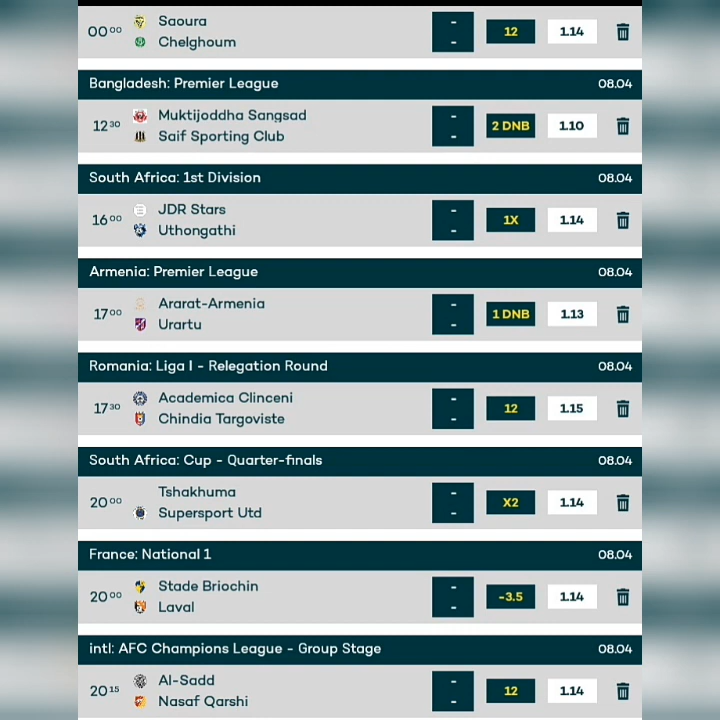 00 00 Saoura - 12 1.14
Chelghoum -
Bangladesh: Premier League 08.04
12 30 Muktijoddha Sangsad - 2 DNB 1.10
Saif Sporting Club -
South Africa: 1st Division 08.04
16 00 JDR Stars - 1X 1.14
Uthongathi -
Armenia: Premier League 08.04
17 00 Ararat-Armenia - 1 DNB 1.13
Urartu -
Romania: Liga I - Relegation Round 08.04
17 30 Academica Clinceni - 12 1.15
Chindia Targoviste -
South Africa: Cup - Quarter-finals 08.04
20 00 Tshakhuma - X2 1.14
Supersport Utd -
France: National 1 08.04
20 00 Stade Briochin - -3.5 1.14
Laval -
intl: AFC Champions League - Group Stage 08.04
20 15 Al-Sadd - 12 1.14
Nasaf Qarshi -